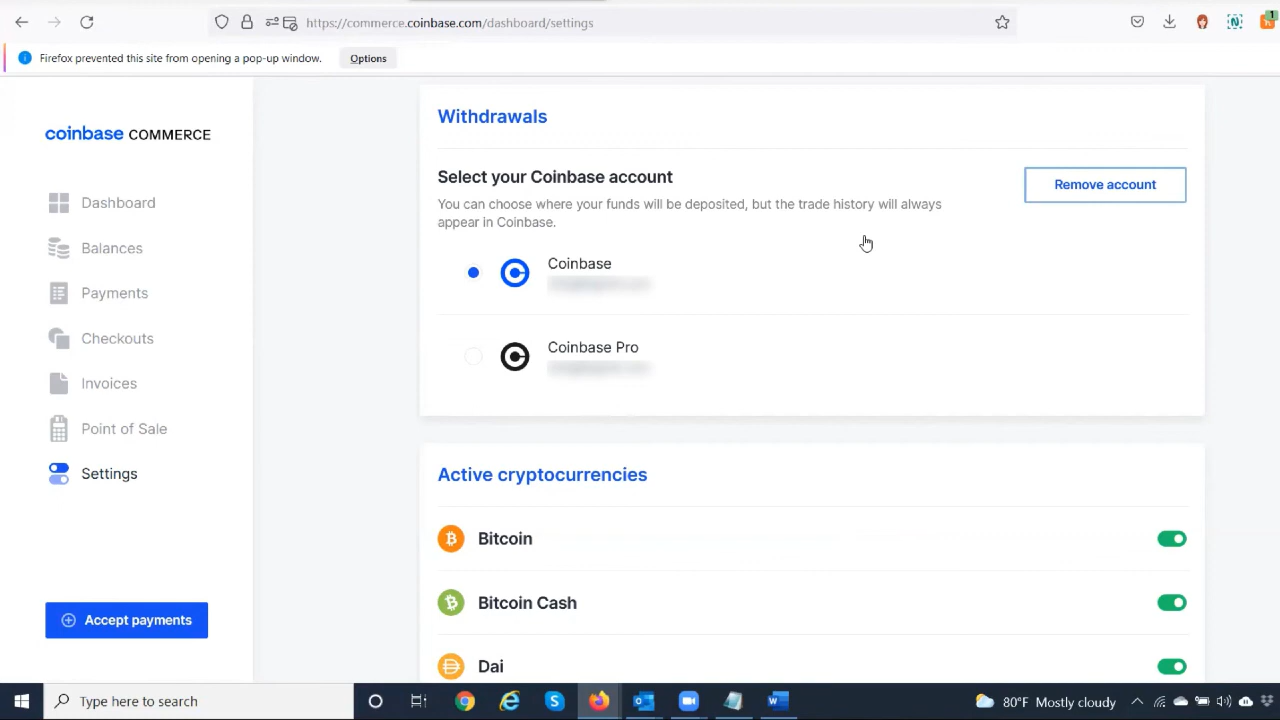 https://commerce.coinbase.com/dashboard/settings
1
Firefox prevented this site from opening a pop-up window.
Options
coinbase COMMERCE
Dashboard
Balances
Payments
Checkouts
Invoices
Point of Sale
Settings
Accept payments
Withdrawals
Select your Coinbase account
Remove account
You can choose where your funds will be deposited, but the trade history will always
appear in Coinbase.
Coinbase
Coinbase Pro
Active cryptocurrencies
Bitcoin
Bitcoin Cash
Dai
Type here to search
80°F Mostly cloudy